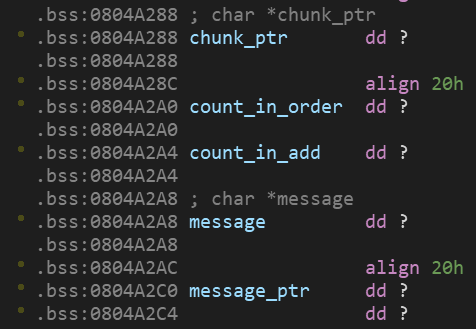 .bss:0804A288 ; char *chunk_ptr
.bss:0804A288 chunk_ptr dd ?
.bss:0804A288
.bss:0804A28C align 20h
.bss:0804A2A0 count_in_order dd ?
.bss:0804A2A0
.bss:0804A2A4 count_in_add dd ?
.bss:0804A2A4
.bss:0804A2A8 ; char *message
.bss:0804A2A8 message dd ?
.bss:0804A2A8
.bss:0804A2AC align 20h
.bss:0804A2C0 message_ptr dd ?
.bss:0804A2C4 dd ?